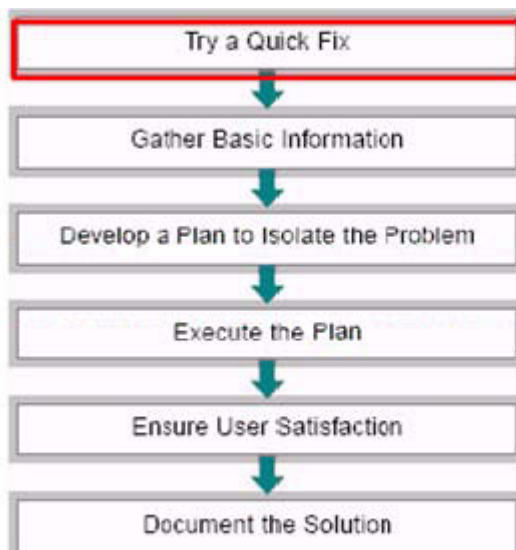 Try a Quick Fix
Gather Basic Information
Develop a Plan to Isolate the Problem
Execute the Plan
Ensure User Satisfaction
Document the Solution